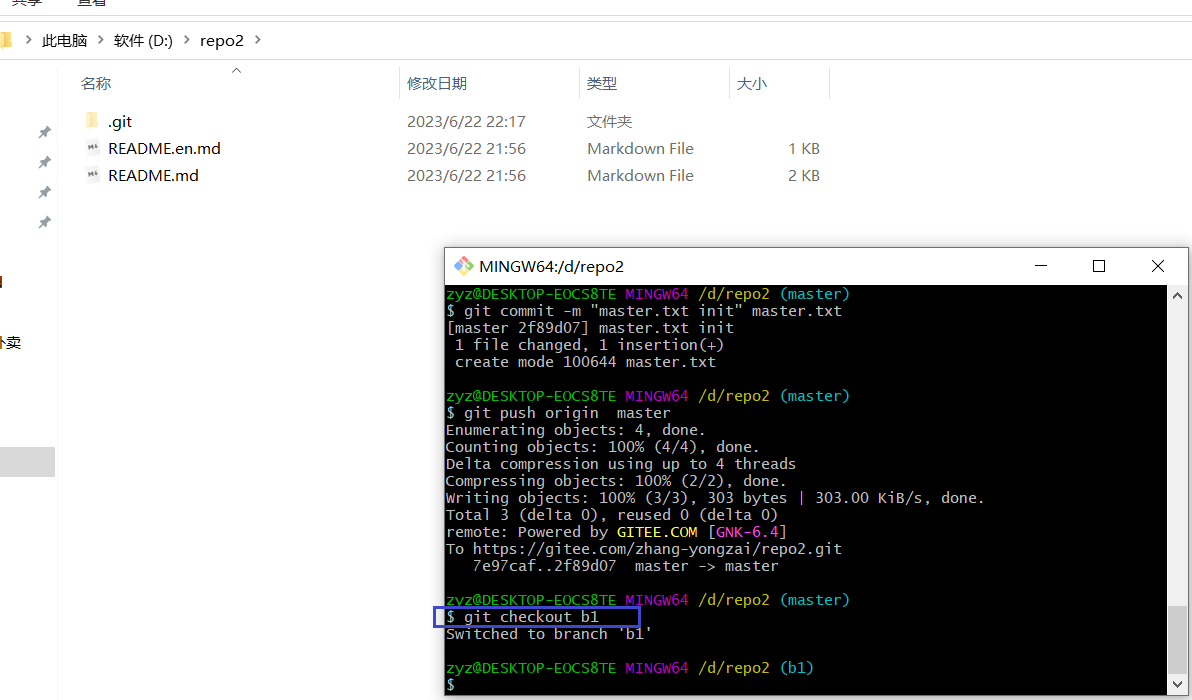 共享 查看
此电脑 软件 (D:) repo2
名称 修改日期 类型 大小
.git 2023/6/22 22:17 文件夹
README.en.md 2023/6/22 21:56 Markdown File 1 KB
README.md 2023/6/22 21:56 Markdown File 2 KB
外卖
MINGW64:/d/repo2
zyz@DESKTOP-EOCS8TE MINGW64 /d/repo2 (master)
$ git commit -m "master.txt init" master.txt
[master 2f89d07] master.txt init
1 file changed, 1 insertion(+)
create mode 100644 master.txt
zyz@DESKTOP-EOCS8TE MINGW64 /d/repo2 (master)
$ git push origin  master
Enumerating objects: 4, done.
Counting objects: 100% (4/4), done.
Delta compression using up to 4 threads
Compressing objects: 100% (2/2), done.
Writing objects: 100% (3/3), 303 bytes | 303.00 KiB/s, done.
Total 3 (delta 0), reused 0 (delta 0)
remote: Powered by GITEE.COM [GNK-6.4]
To https://gitee.com/zhang-yongzai/repo2.git
7e97caf..2f89d07  master -> master
zyz@DESKTOP-EOCS8TE MINGW64 /d/repo2 (master)
$ git checkout b1
Switched to branch 'b1'
zyz@DESKTOP-EOCS8TE MINGW64 /d/repo2 (b1)
$